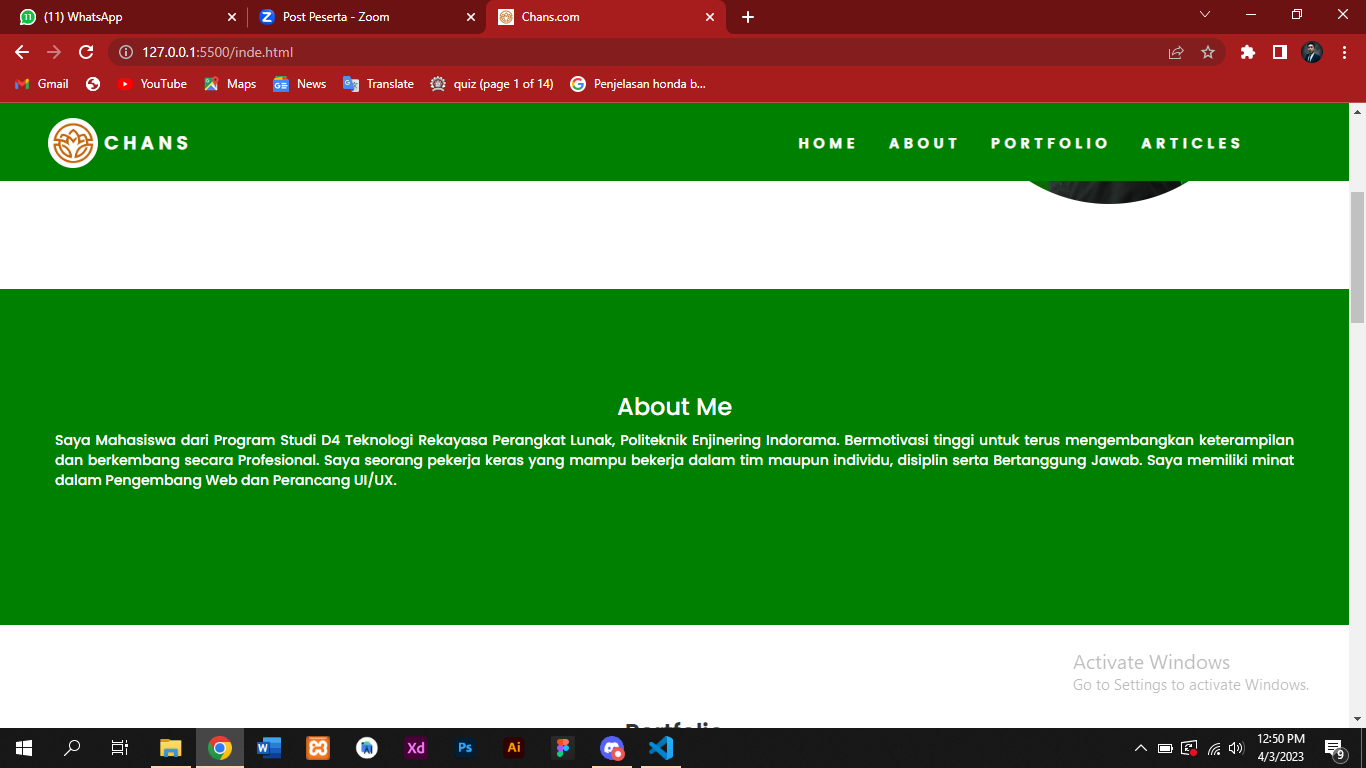 11
(11) WhatsApp
Post Peserta - Zoom
Chans.com
127.0.0.1:5500/inde.html
Gmail
YouTube
Maps
News
Translate
quiz (page 1 of 14)
Penjelasan honda b...
CHANS
HOME
ABOUT
PORTFOLIO
ARTICLES
About Me
Saya Mahasiswa dari Program Studi D4 Teknologi Rekayasa Perangkat Lunak, Politeknik Enjinering Indorama. Bermotivasi tinggi untuk terus mengembangkan keterampilan
dan berkembang secara Profesional. Saya seorang pekerja keras yang mampu bekerja dalam tim maupun individu, disiplin serta Bertanggung Jawab. Saya memiliki minat
dalam Pengembang Web dan Perancang UI/UX.
Activate Windows
Go to Settings to activate Windows.
Portfolio
Xd
Ps
Ai
12:50 PM
4/3/2023
9